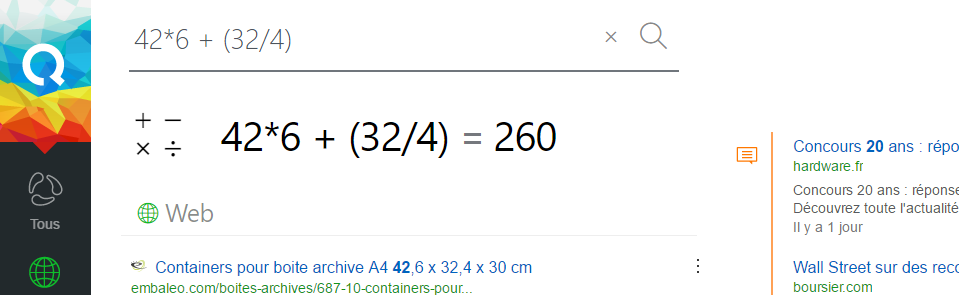 42*6 + (32/4)
42*6 + (32/4) = 260
Tous
Web
Containers pour boite archive A4 42,6 x 32,4 x 30 cm
embaleo.com/boites-archives/687-10-containers-pour...
Concours 20 ans : répo
hardware.fr
Concours 20 ans : réponse
Découvrez toute l'actualité
Il y a 1 jour
Wall Street sur des reco
boursier.com